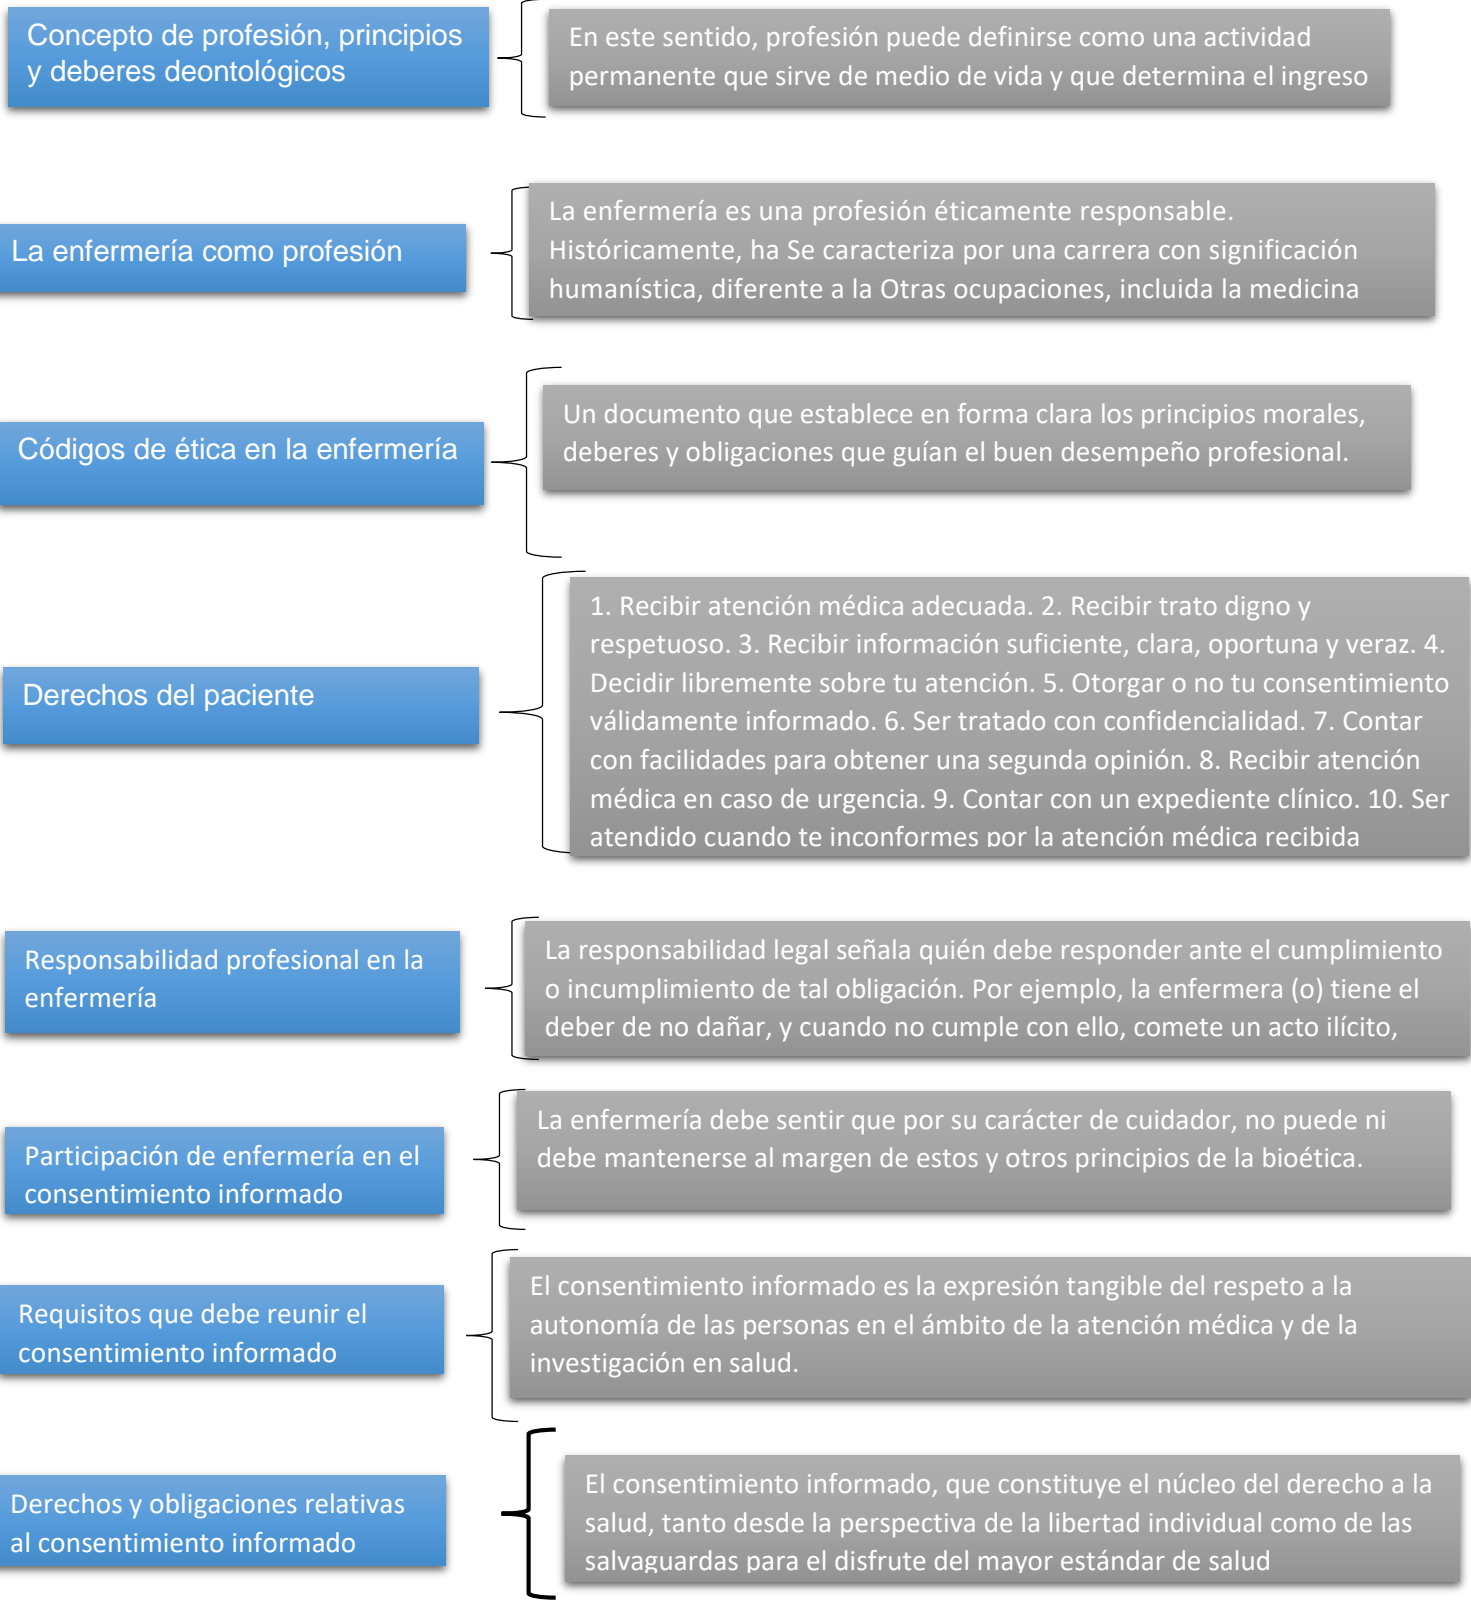 Concepto de profesión, principios
y deberes deontológicos
En este sentido, profesión puede definirse como una actividad
permanente que sirve de medio de vida y que determina el ingreso
La enfermería como profesión
La enfermería es una profesión éticamente responsable.
Históricamente, ha Se caracteriza por una carrera con significación
humanística, diferente a la Otras ocupaciones, incluida la medicina
Códigos de ética en la enfermería
Un documento que establece en forma clara los principios morales,
deberes y obligaciones que guían el buen desempeño profesional.
Derechos del paciente
1. Recibir atención médica adecuada. 2. Recibir trato digno y
respetuoso. 3. Recibir información suficiente, clara, oportuna y veraz. 4.
Decidir libremente sobre tu atención. 5. Otorgar o no tu consentimiento
válidamente informado. 6. Ser tratado con confidencialidad. 7. Contar
con facilidades para obtener una segunda opinión. 8. Recibir atención
médica en caso de urgencia. 9. Contar con un expediente clínico. 10. Ser
atendido cuando te inconformes por la atención médica recibida
Responsabilidad profesional en la
enfermería
La responsabilidad legal señala quién debe responder ante el cumplimiento
o incumplimiento de tal obligación. Por ejemplo, la enfermera (o) tiene el
deber de no dañar, y cuando no cumple con ello, comete un acto ilícito,
Participación de enfermería en el
consentimiento informado
La enfermería debe sentir que por su carácter de cuidador, no puede ni
debe mantenerse al margen de estos y otros principios de la bioética.
Requisitos que debe reunir el
consentimiento informado
El consentimiento informado es la expresión tangible del respeto a la
autonomía de las personas en el ámbito de la atención médica y de la
investigación en salud.
Derechos y obligaciones relativas
al consentimiento informado
El consentimiento informado, que constituye el núcleo del derecho a la
salud, tanto desde la perspectiva de la libertad individual como de las
salvaguardas para el disfrute del mayor estándar de salud